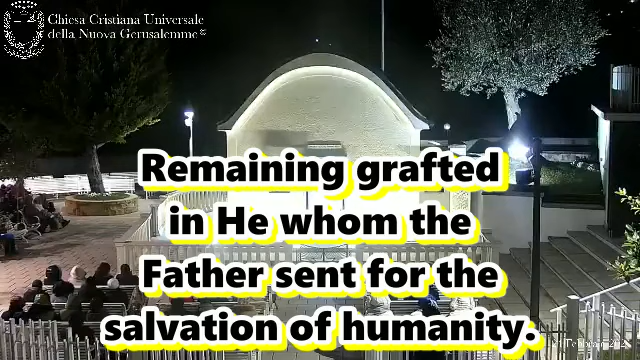 Chiesa Cristiana Universale
della Nuova Gerusalemme©
Remaining grafted
in He whom the
Father sent for the
salvation of humanity.